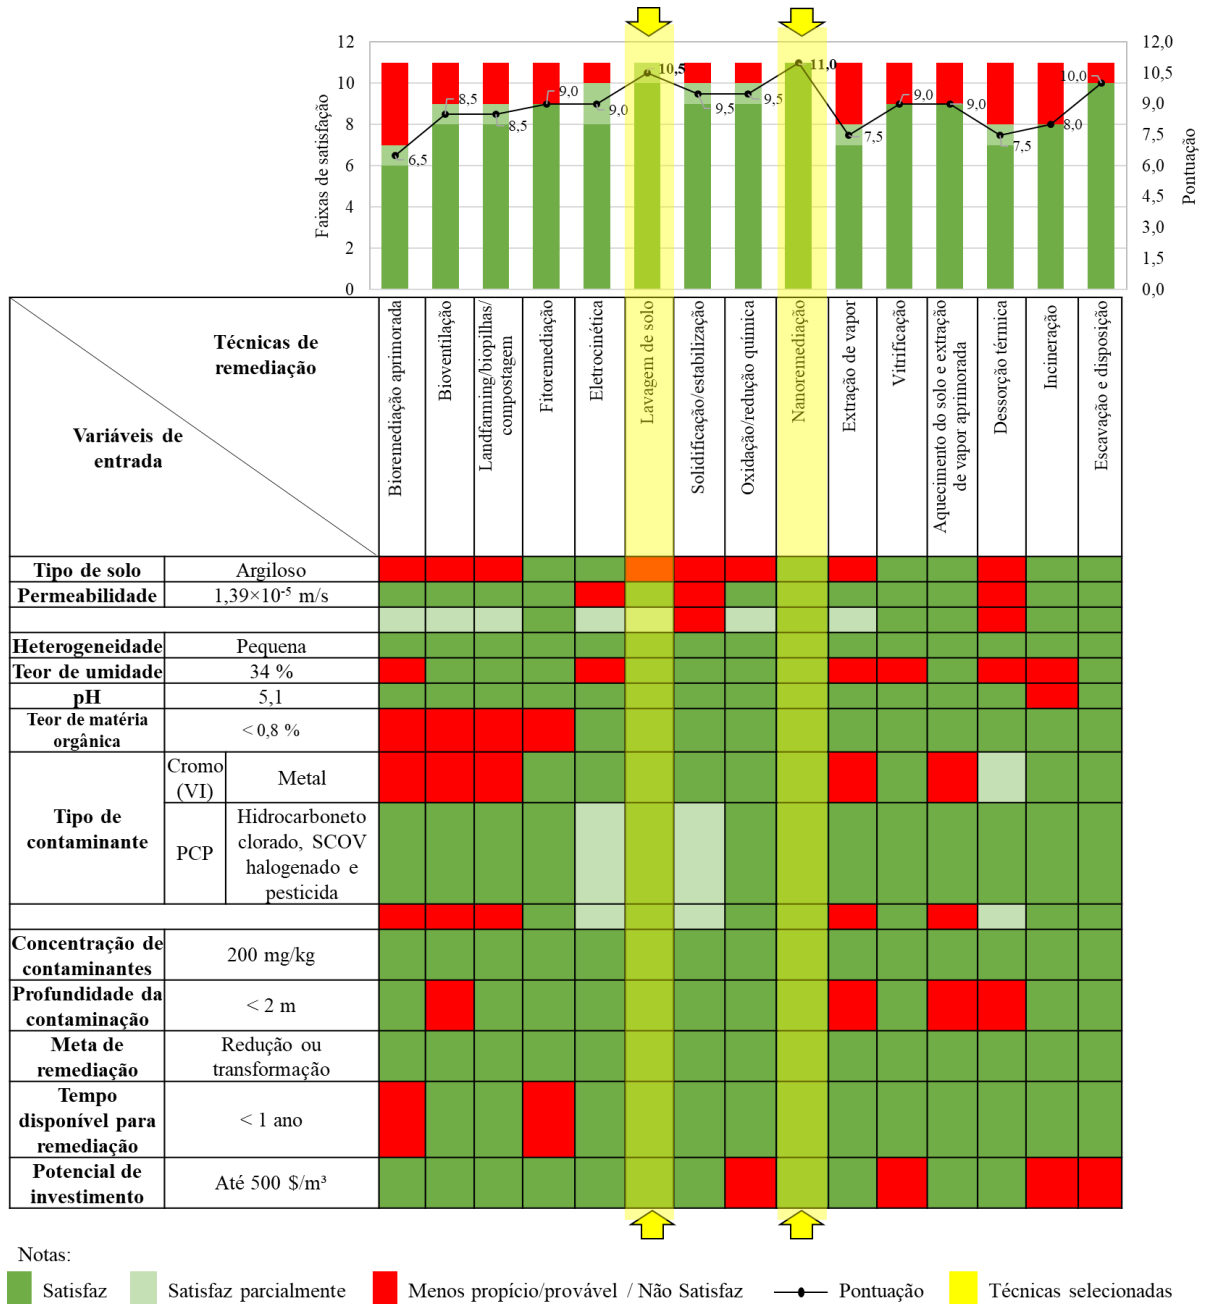 12
10
8
6
4
2
0
Faixas de satisfação
12,0
10,5
9,0
7,5
6,0
4,5
3,0
1,5
0,0
Pontuação
6,5
8,5
8,5
9,0
9,0
10,5
9,5
9,5
11,0
7,5
9,0
9,0
7,5
8,0
10,0
Técnicas de
remediação
Variáveis de
entrada
Bioremediação aprimorada
Bioventilação
Landfarming/biopilhas/
compostagem
Fitoremediação
Eletrocinética
Lavagem de solo
Solidificação/estabilização
Oxidação/redução química
Nanoremediação
Extração de vapor
Vitrificação
Aquecimento do solo e extração
de vapor aprimorada
Dessorção térmica
Incineração
Escavação e disposição
Tipo de solo
Argiloso
Permeabilidade
1,39×10⁻⁵ m/s
Heterogeneidade
Pequena
Teor de umidade
34 %
pH
5,1
Teor de matéria
orgânica
< 0,8 %
Tipo de
contaminante
Cromo
(VI)
Metal
PCP
Hidrocarboneto
clorado, SCOV
halogenado e
pesticida
Concentração de
contaminantes
200 mg/kg
Profundidade da
contaminação
< 2 m
Meta de
remediação
Redução ou
transformação
Tempo
disponível para
remediação
< 1 ano
Potencial de
investimento
Até 500 $/m³
Notas:
Satisfaz
Satisfaz parcialmente
Menos propício/provável / Não Satisfaz
Pontuação
Técnicas selecionadas